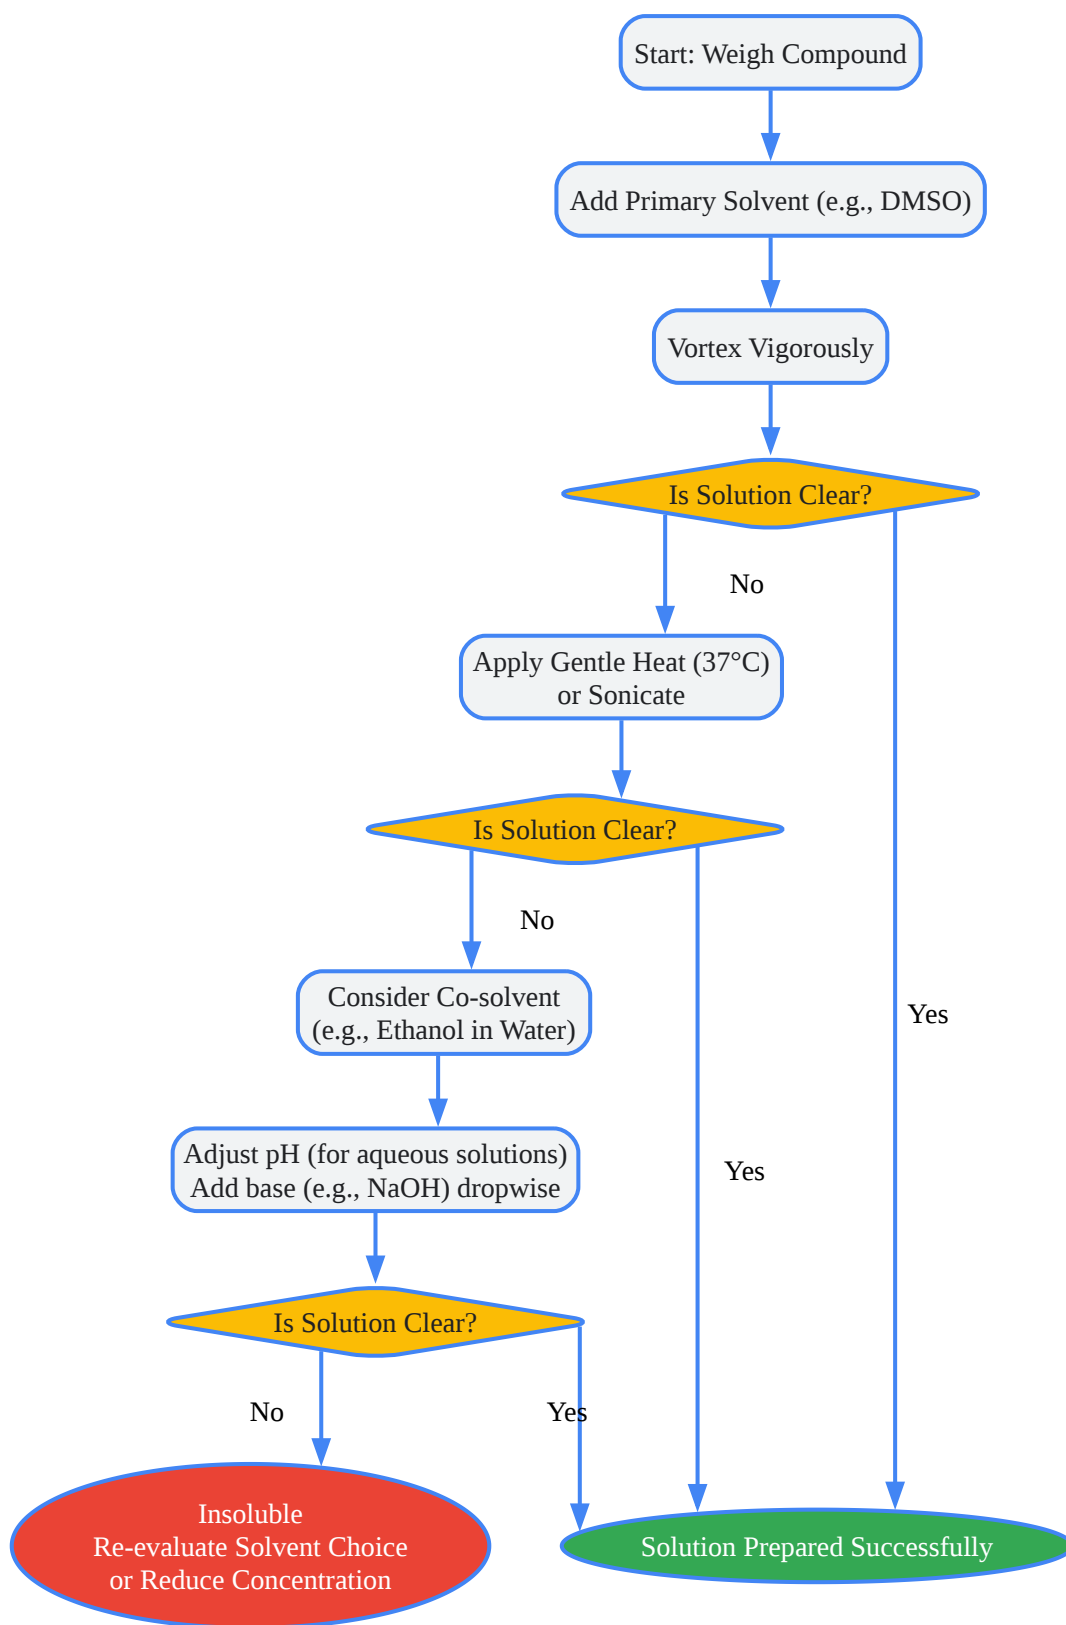 Start: Weigh Compound
Add Primary Solvent (e.g., DMSO)
Vortex Vigorously
Is Solution Clear?
No
Apply Gentle Heat (37°C)
or Sonicate
Is Solution Clear?
No
Consider Co-solvent
(e.g., Ethanol in Water)
Yes
Adjust pH (for aqueous solutions)
Add base (e.g., NaOH) dropwise
Yes
Is Solution Clear?
No
Yes
Insoluble
Re-evaluate Solvent Choice
or Reduce Concentration
Solution Prepared Successfully